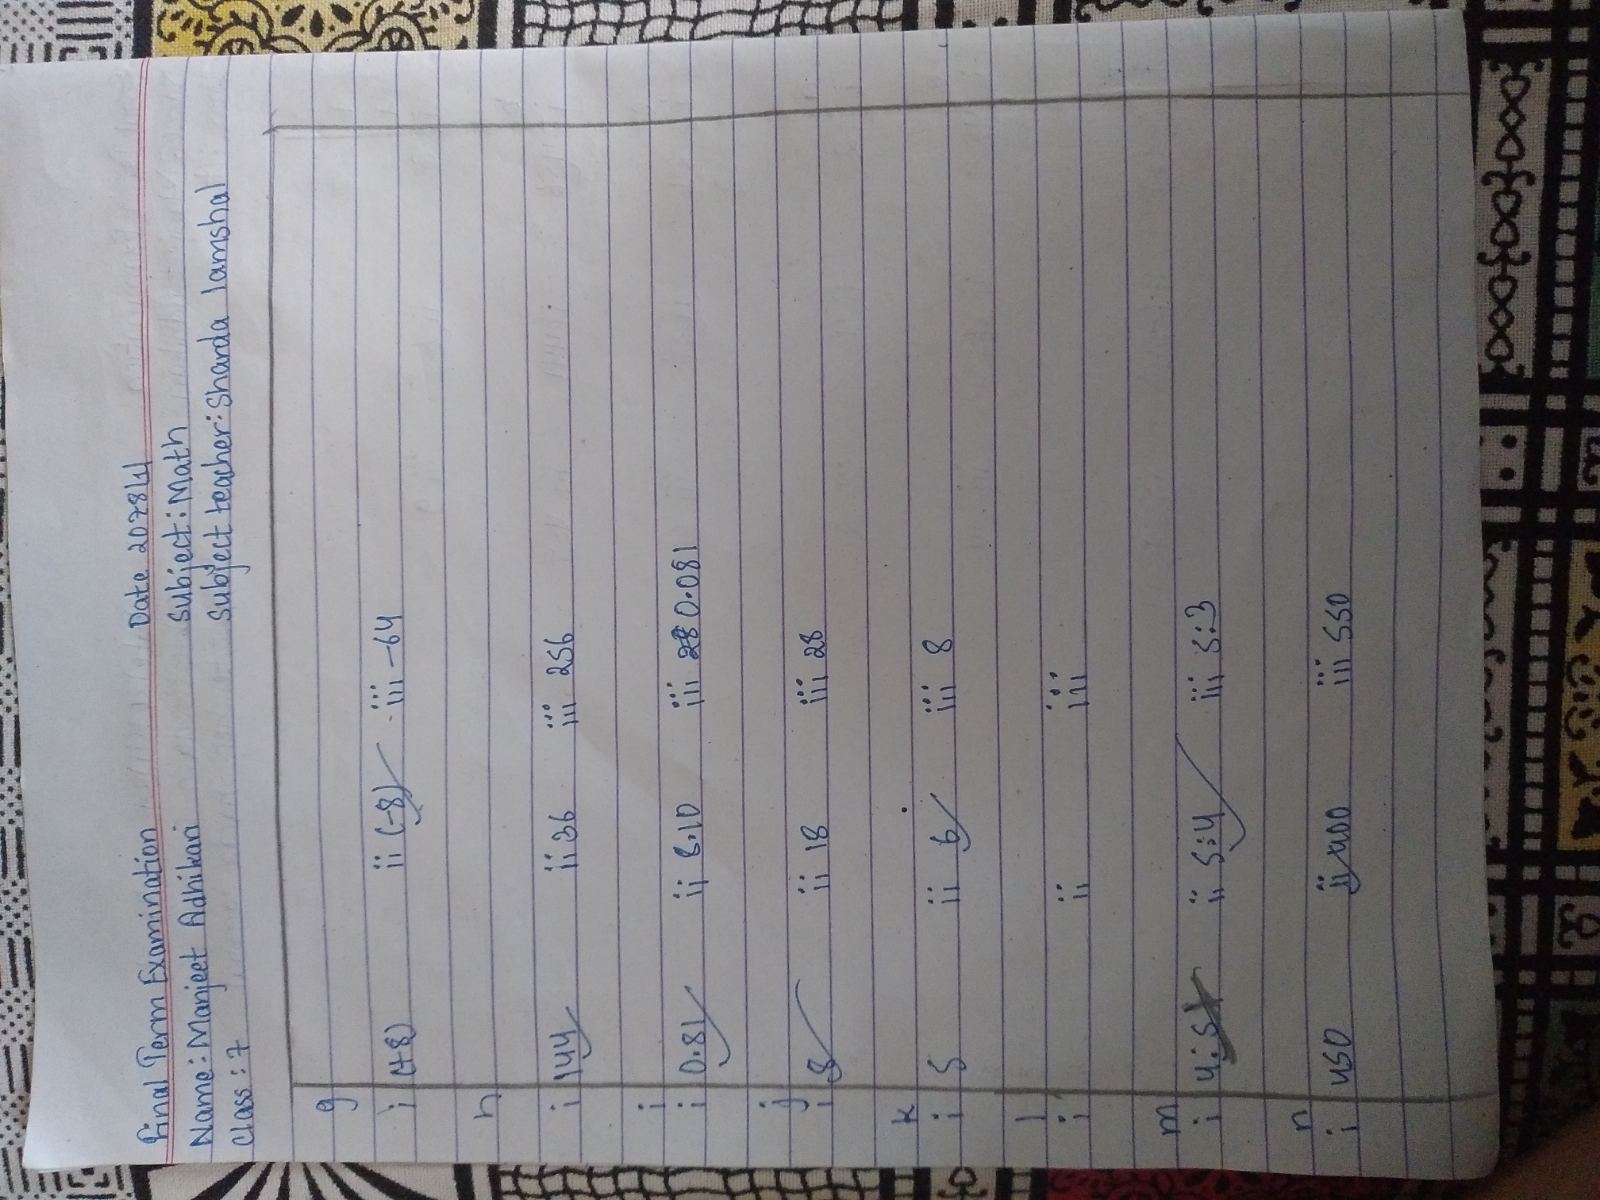 Final Term Examination Date 2078/1/1
Name: Manjeet Adhikari Subject: Math
Class: 7 Subject teacher: Sharda lamshal
g
i (+8) ii (-8) iii -64
h
i 144 ii 36 iii 256
i
i 0.81 ii 8.10 iii 0.081
j
i 8 ii 18 iii 28
k
i 5 ii 6 iii 8
l
i ii iii
m
i 4:5 ii 5:4 iii 5:3
n
i 450 ii 400 iii 550